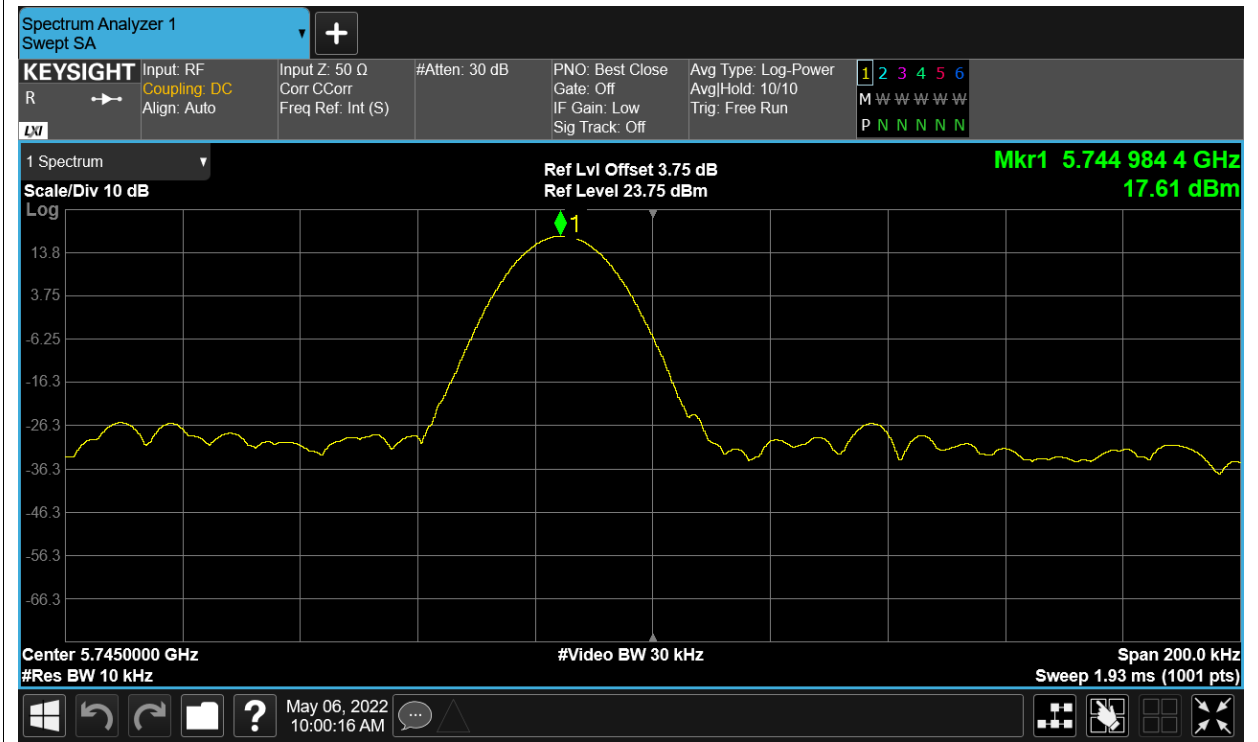 Spectrum Analyzer 1
Swept SA
KEYSIGHT Input: RF Input Z: 50 Ω #Atten: 30 dB PNO: Best Close Avg Type: Log-Power 1 2 3 4 5 6
R Coupling: DC Corr CCorr Gate: Off Avg|Hold: 10/10 M W W W W W
Align: Auto Freq Ref: Int (S) IF Gain: Low Trig: Free Run
LXI Sig Track: Off P N N N N N
1 Spectrum Ref Lvl Offset 3.75 dB Mkr1 5.744 984 4 GHz
Scale/Div 10 dB Ref Level 23.75 dBm 17.61 dBm
Log
1
13.8
3.75
-6.25
-16.3
-26.3
-36.3
-46.3
-56.3
-66.3
Center 5.7450000 GHz #Video BW 30 kHz Span 200.0 kHz
#Res BW 10 kHz Sweep 1.93 ms (1001 pts)
? May 06, 2022
10:00:16 AM